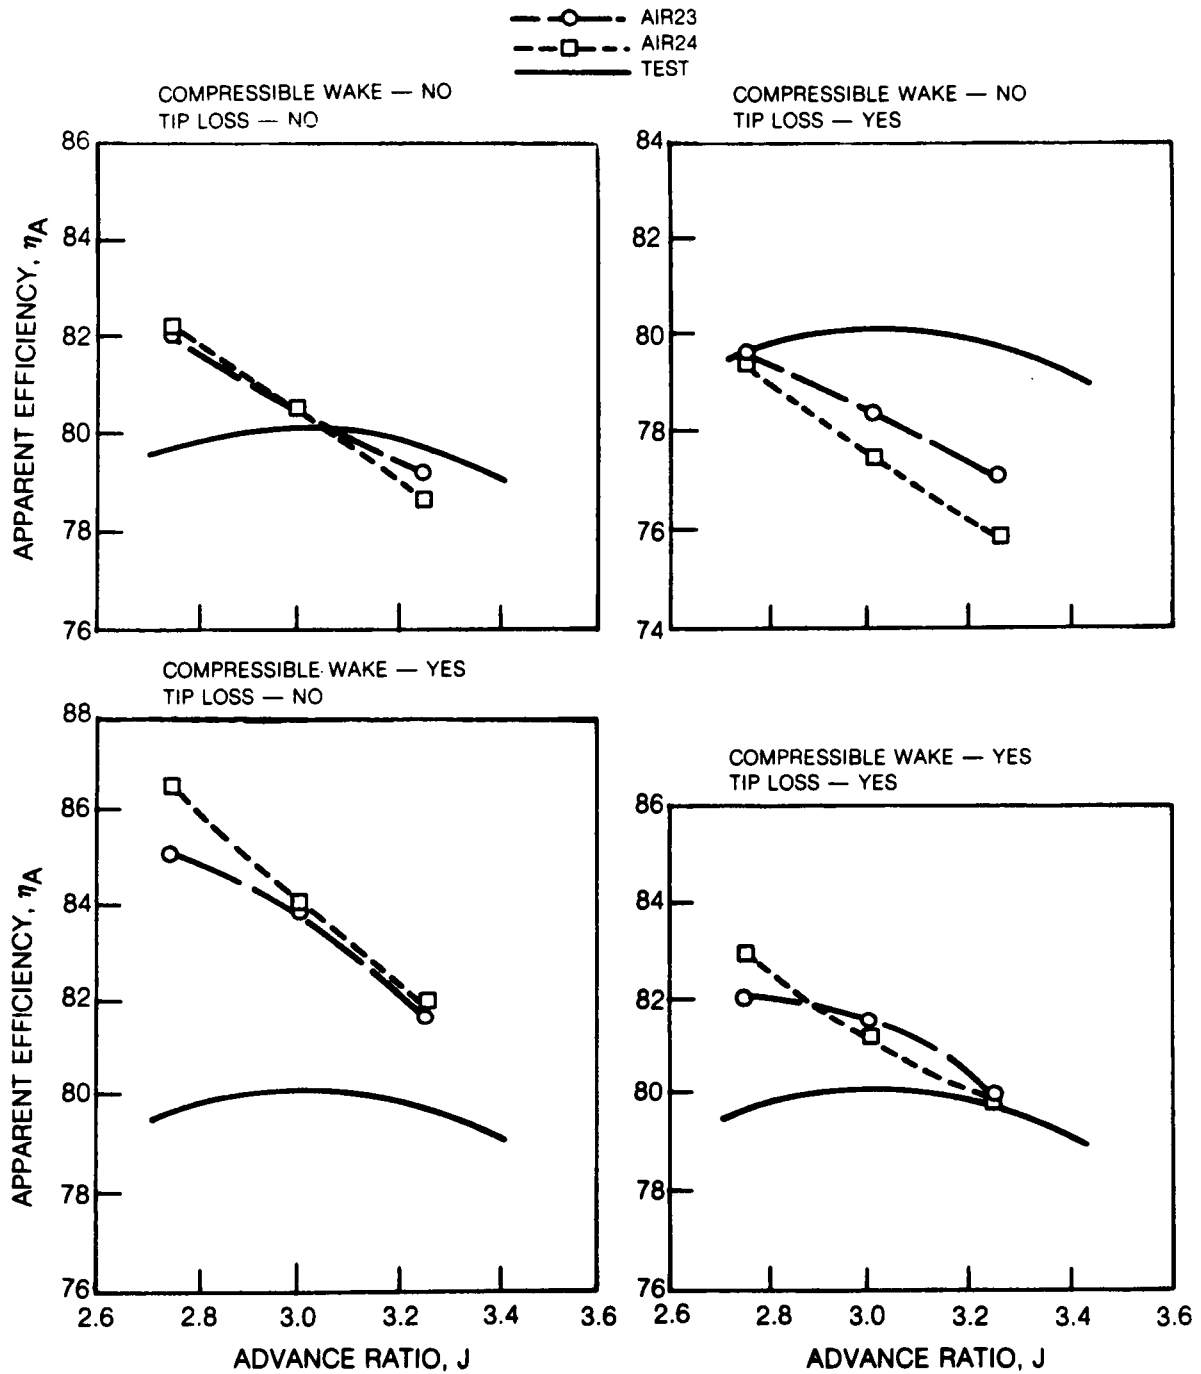 AIR23
AIR24
TEST
COMPRESSIBLE WAKE — NO
TIP LOSS — NO
86
84
82
80
78
76
APPARENT EFFICIENCY, ηA
COMPRESSIBLE WAKE — NO
TIP LOSS — YES
84
82
80
78
76
74
COMPRESSIBLE WAKE — YES
TIP LOSS — NO
88
86
84
82
80
78
76
APPARENT EFFICIENCY, ηA
2.6 2.8 3.0 3.2 3.4 3.6
ADVANCE RATIO, J
COMPRESSIBLE WAKE — YES
TIP LOSS — YES
86
84
82
80
78
76
2.6 2.8 3.0 3.2 3.4 3.6
ADVANCE RATIO, J